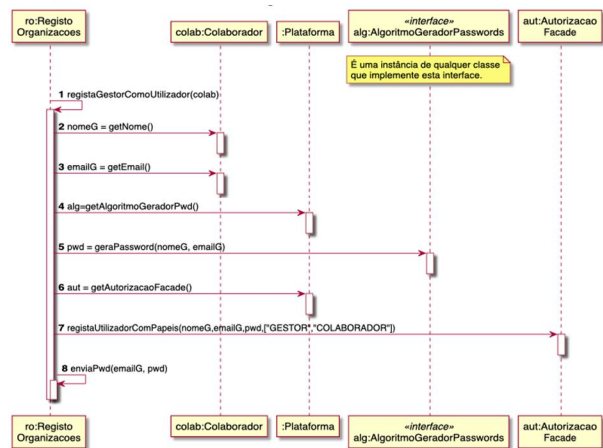 ro:Registo
Organizacoes
colab:Colaborador
:Plataforma
«interface»
alg:AlgoritmoGeradorPasswords
aut:Autorizacao
Facade
É uma instância de qualquer classe
que implemente esta interface.
1 registaGestorComoUtilizador(colab)
2 nomeG = getNome()
3 emailG = getEmail()
4 alg=getAlgoritmoGeradorPwd()
5 pwd = geraPassword(nomeG, emailG)
6 aut = getAutorizacaoFacade()
7 registaUtilizadorComPapeis(nomeG,emailG,pwd,["GESTOR","COLABORADOR"])
8 enviaPwd(emailG, pwd)
ro:Registo
Organizacoes
colab:Colaborador
:Plataforma
«interface»
alg:AlgoritmoGeradorPasswords
aut:Autorizacao
Facade